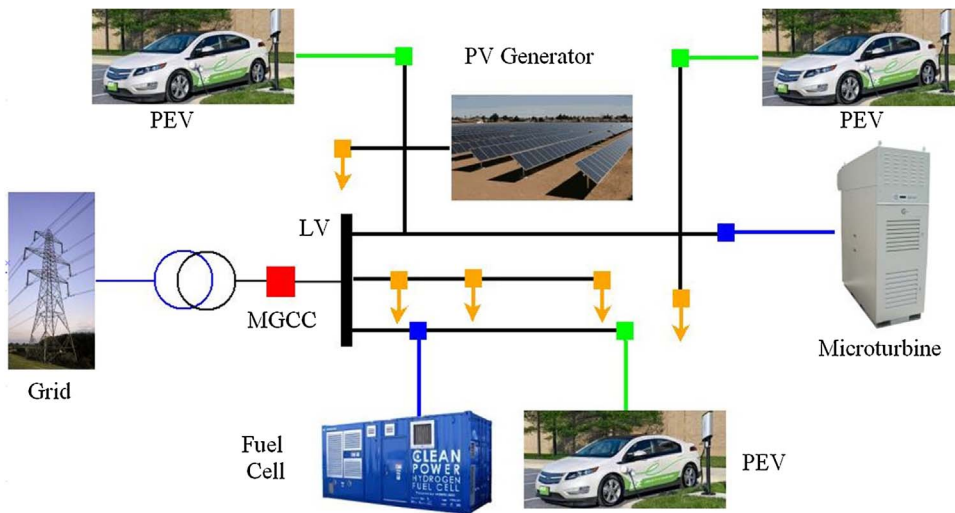 PV Generator
PEV
PEV
LV
MGCC
Grid
Microturbine
Fuel
Cell
CLEAN
POWER
HYDROGEN
FUEL CELL
PEV